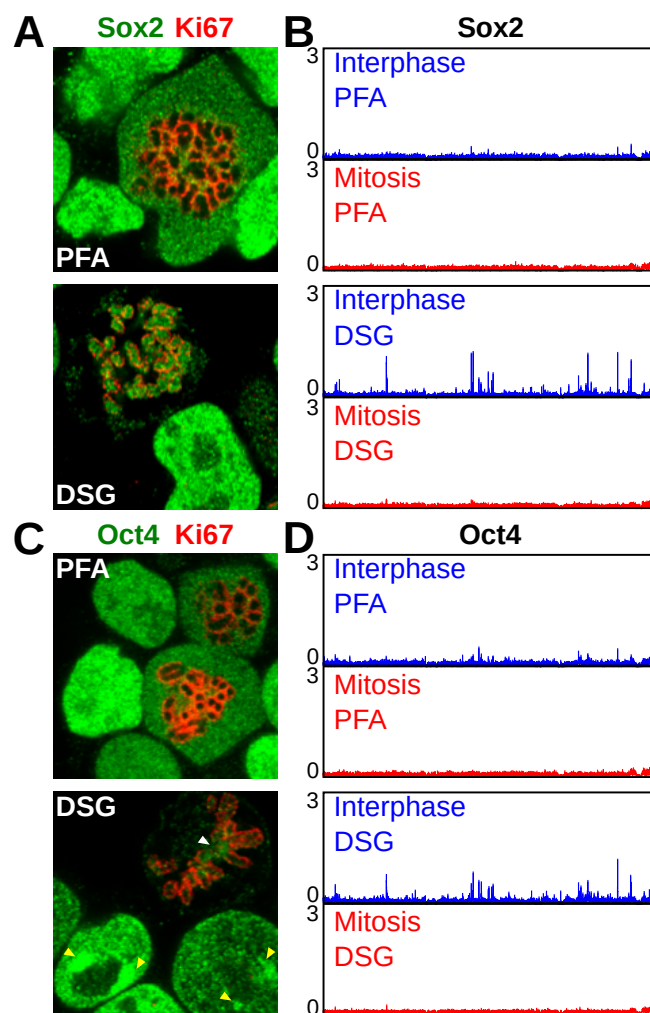 A
Sox2 Ki67
PFA
DSG
B
Sox2
3
Interphase
PFA
0
3
Mitosis
PFA
0
3
Interphase
DSG
0
3
Mitosis
DSG
0
C
Oct4 Ki67
PFA
DSG
D
Oct4
3
Interphase
PFA
0
3
Mitosis
PFA
0
3
Interphase
DSG
0
3
Mitosis
DSG
0